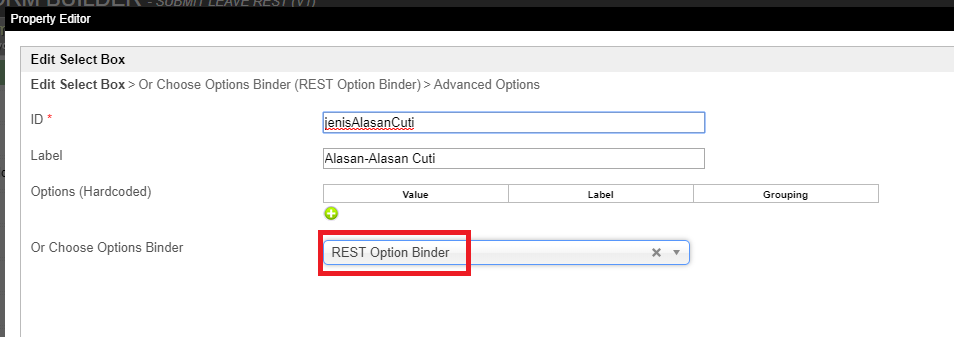 ORM BUILDER - SUBMIT LEAVE REST (V1)
Property Editor
Edit Select Box
Edit Select Box > Or Choose Options Binder (REST Option Binder) > Advanced Options
ID *
jenisAlasanCuti
Label
Alasan-Alasan Cuti
Options (Hardcoded)
Value Label Grouping
Or Choose Options Binder
REST Option Binder